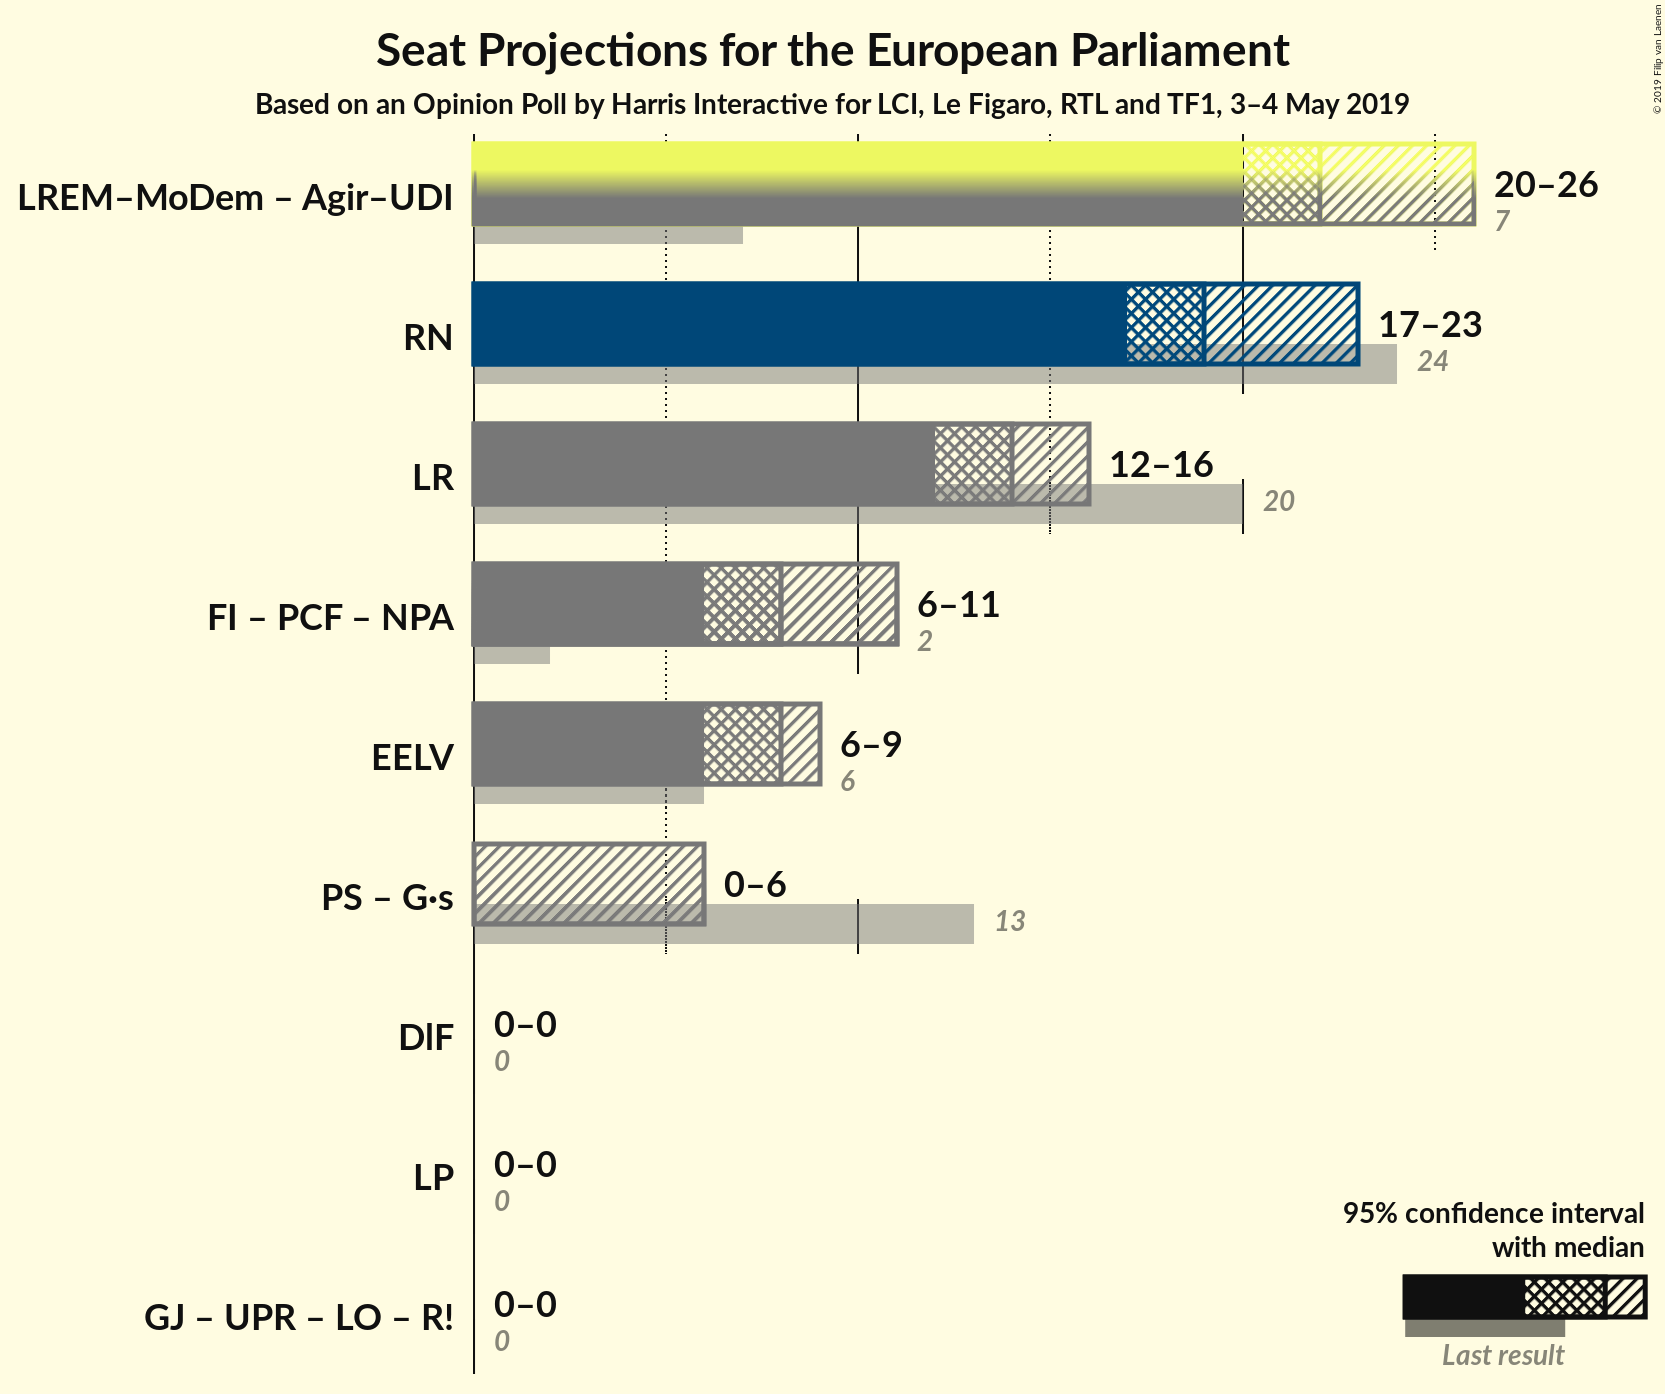 Seat Projections for the European Parliament
Based on an Opinion Poll by Harris Interactive for LCI, Le Figaro, RTL and TF1, 3–4 May 2019
© 2019 Filip van Laenen
LREM–MoDem – Agir–UDI
20–26
7
RN
17–23
24
LR
12–16
20
FI – PCF – NPA
6–11
2
EELV
6–9
6
PS – G·s
0–6
13
DlF
0–0
0
LP
0–0
0
GJ – UPR – LO – R!
0–0
0
95% confidence interval
with median
Last result